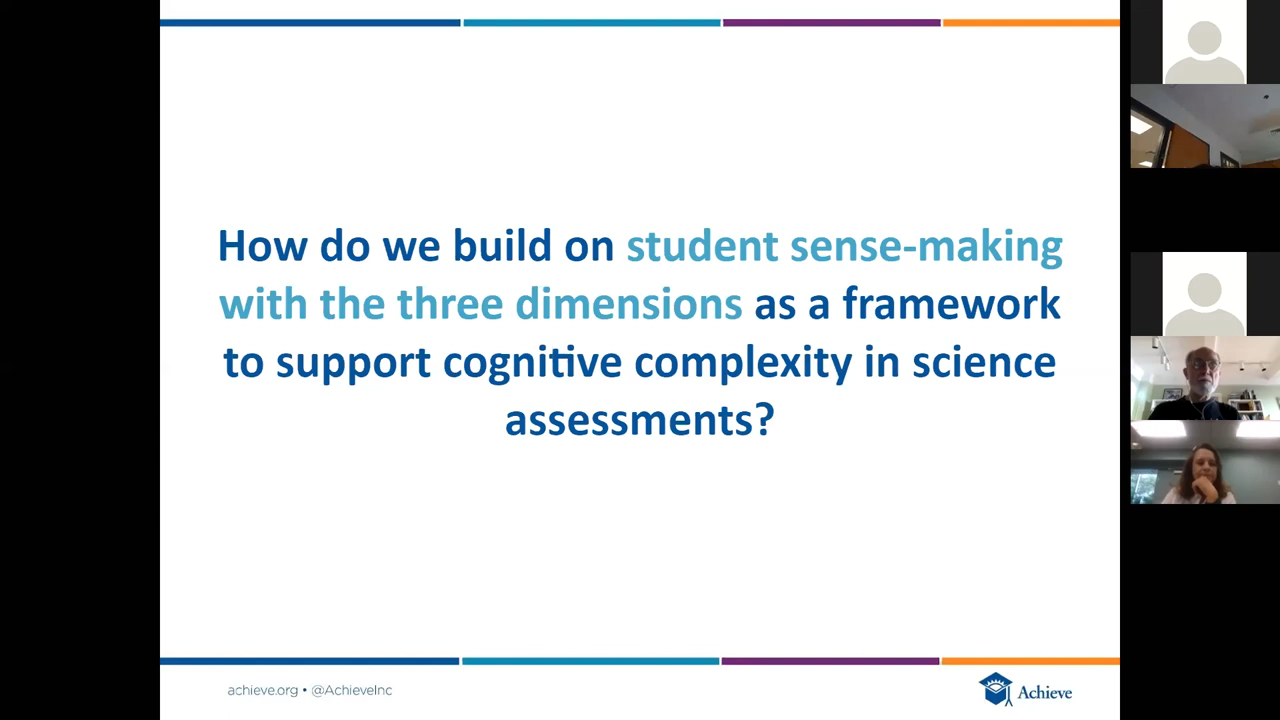 How do we build on student sense-making
with the three dimensions as a framework
to support cognitive complexity in science
assessments?
achieve.org • @AchieveInc
Achieve